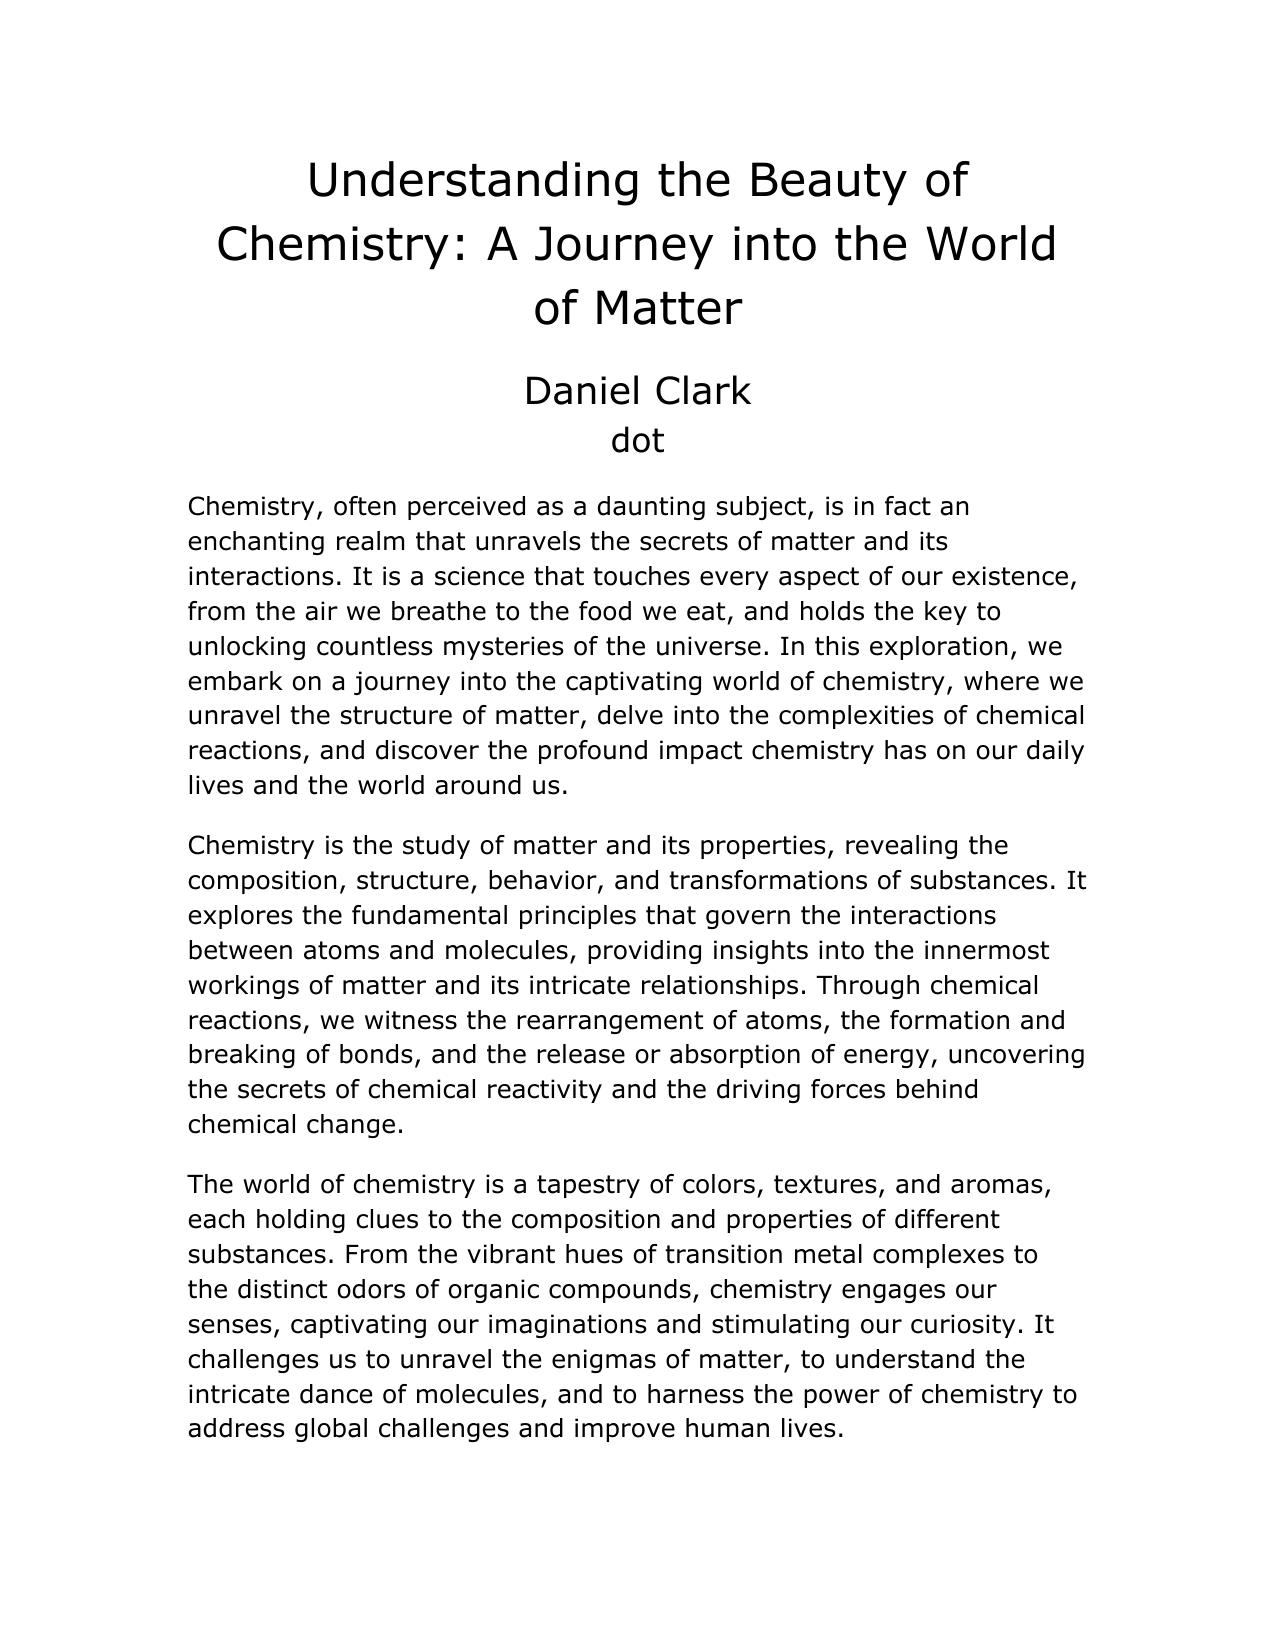 Understanding the Beauty of
Chemistry: A Journey into the World
of Matter
Daniel Clark
dot
Chemistry, often perceived as a daunting subject, is in fact an
enchanting realm that unravels the secrets of matter and its
interactions. It is a science that touches every aspect of our existence,
from the air we breathe to the food we eat, and holds the key to
unlocking countless mysteries of the universe. In this exploration, we
embark on a journey into the captivating world of chemistry, where we
unravel the structure of matter, delve into the complexities of chemical
reactions, and discover the profound impact chemistry has on our daily
lives and the world around us.
Chemistry is the study of matter and its properties, revealing the
composition, structure, behavior, and transformations of substances. It
explores the fundamental principles that govern the interactions
between atoms and molecules, providing insights into the innermost
workings of matter and its intricate relationships. Through chemical
reactions, we witness the rearrangement of atoms, the formation and
breaking of bonds, and the release or absorption of energy, uncovering
the secrets of chemical reactivity and the driving forces behind
chemical change.
The world of chemistry is a tapestry of colors, textures, and aromas,
each holding clues to the composition and properties of different
substances. From the vibrant hues of transition metal complexes to
the distinct odors of organic compounds, chemistry engages our
senses, captivating our imaginations and stimulating our curiosity. It
challenges us to unravel the enigmas of matter, to understand the
intricate dance of molecules, and to harness the power of chemistry to
address global challenges and improve human lives.